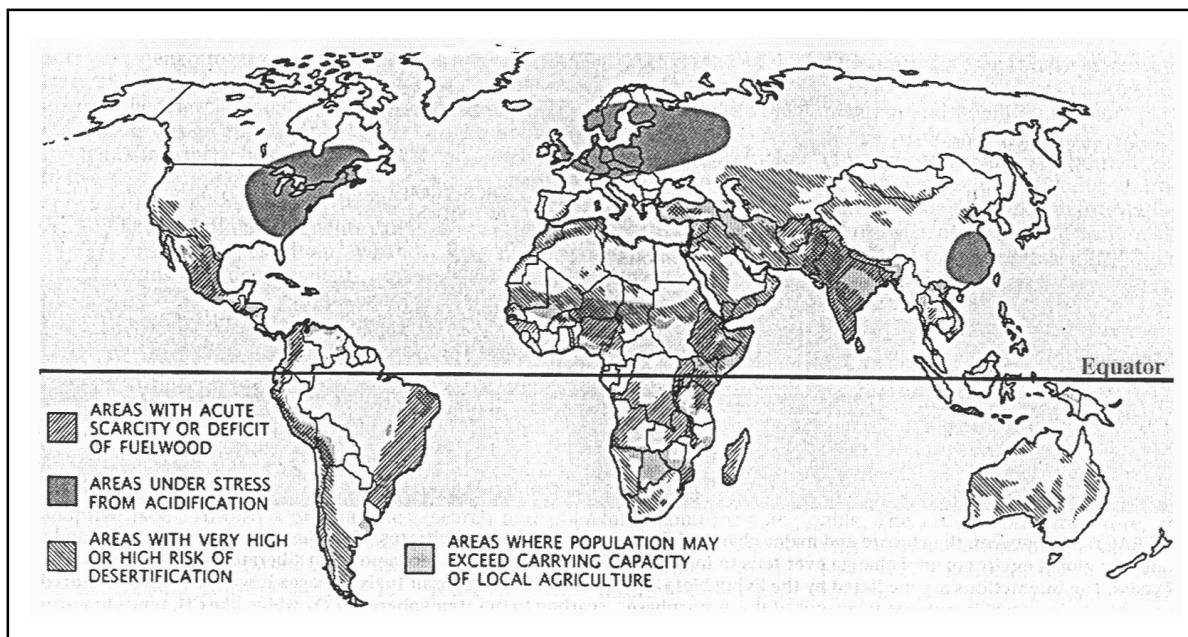 Equator
AREAS WITH ACUTE
SCARCITY OR DEFICIT
OF FUELWOOD
AREAS UNDER STRESS
FROM ACIDIFICATION
AREAS WITH VERY HIGH
OR HIGH RISK OF
DESERTIFICATION
AREAS WHERE POPULATION MAY
EXCEED CARRYING CAPACITY
OF LOCAL AGRICULTURE